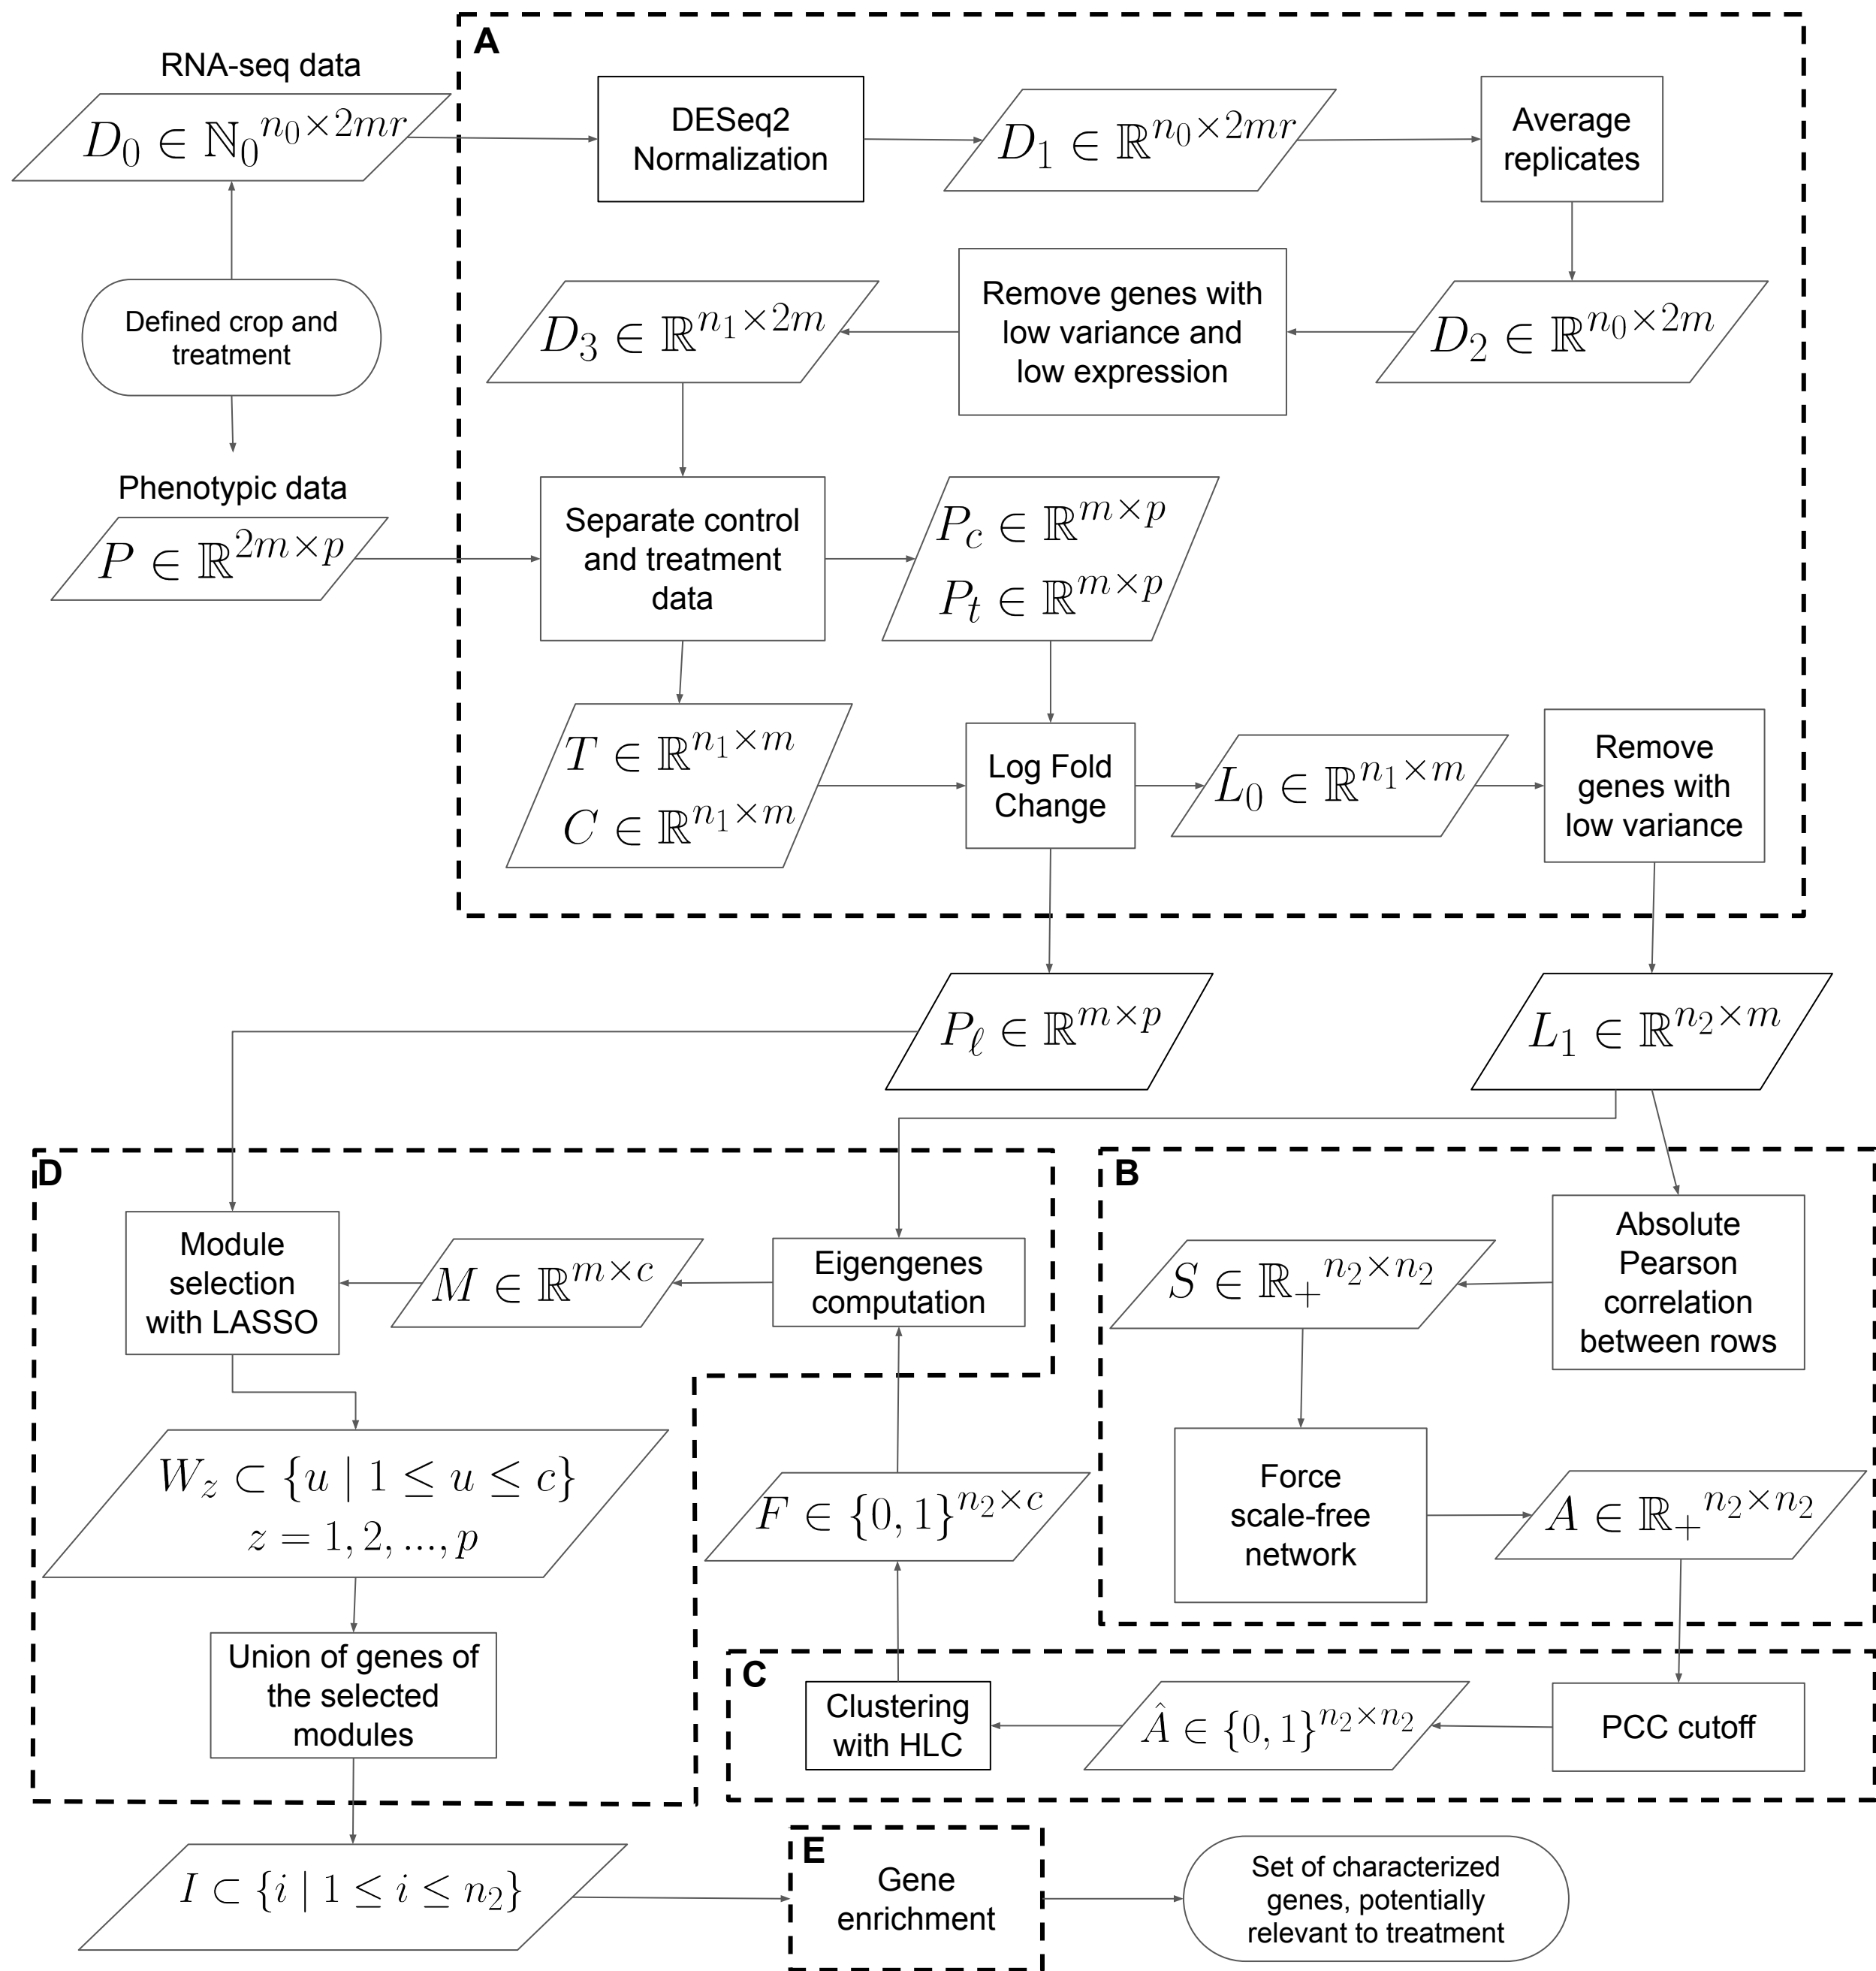 A
RNA-seq data
D₀ ∈ ℕ₀^{n₀×2mr}
DESeq2
Normalization
D₁ ∈ ℝ^{n₀×2mr}
Average
replicates
Defined crop and
treatment
D₃ ∈ ℝ^{n₁×2m}
Remove genes with
low variance and
low expression
D₂ ∈ ℝ^{n₀×2m}
Phenotypic data
P ∈ ℝ^{2m×p}
Separate control
and treatment
data
P_c ∈ ℝ^{m×p}
P_t ∈ ℝ^{m×p}
T ∈ ℝ^{n₁×m}
C ∈ ℝ^{n₁×m}
Log Fold
Change
L₀ ∈ ℝ^{n₁×m}
Remove
genes with
low variance
P_ℓ ∈ ℝ^{m×p}
L₁ ∈ ℝ^{n₂×m}
D
Module
selection
with LASSO
M ∈ ℝ^{m×c}
Eigengenes
computation
B
S ∈ ℝ₊^{n₂×n₂}
Absolute
Pearson
correlation
between rows
W_z ⊂ {u | 1 ≤ u ≤ c}
z = 1, 2, ..., p
F ∈ {0, 1}^{n₂×c}
Force
scale-free
network
A ∈ ℝ₊^{n₂×n₂}
Union of genes of
the selected
modules
C
Clustering
with HLC
Â ∈ {0, 1}^{n₂×n₂}
PCC cutoff
I ⊂ {i | 1 ≤ i ≤ n₂}
E
Gene
enrichment
Set of characterized
genes, potentially
relevant to treatment